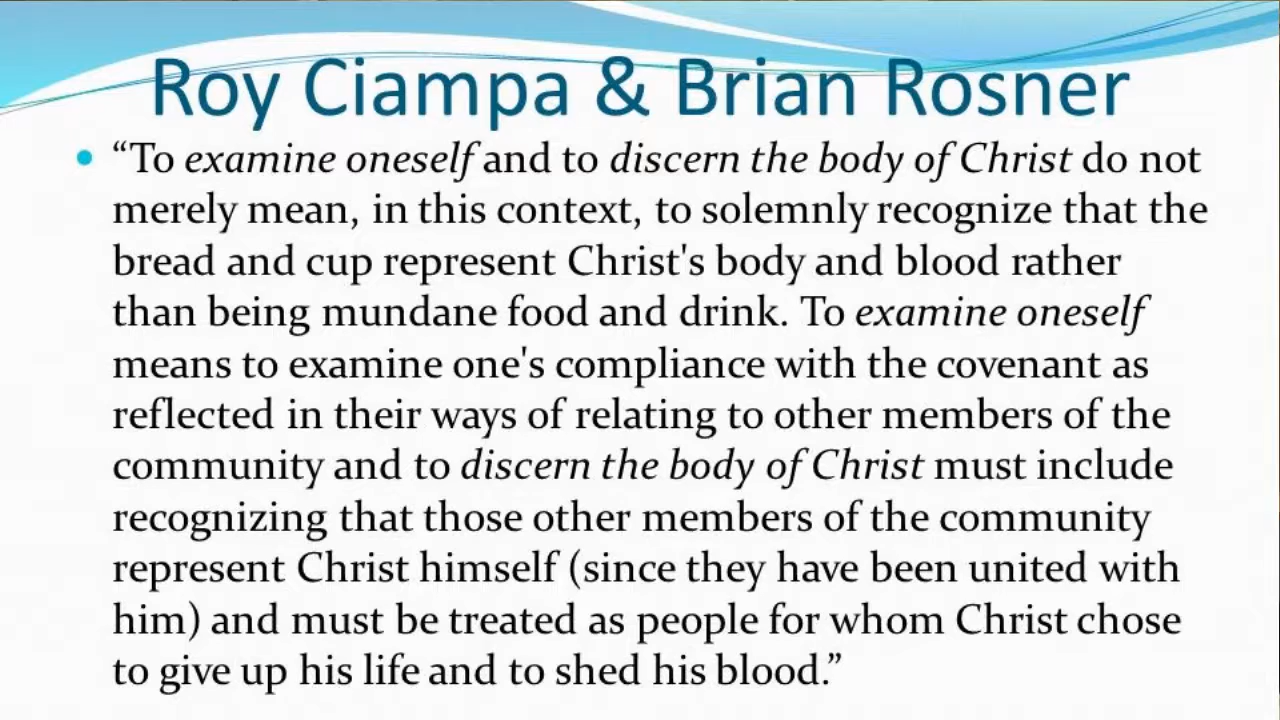 Roy Ciampa & Brian Rosner
• “To examine oneself and to discern the body of Christ do not
merely mean, in this context, to solemnly recognize that the
bread and cup represent Christ's body and blood rather
than being mundane food and drink. To examine oneself
means to examine one's compliance with the covenant as
reflected in their ways of relating to other members of the
community and to discern the body of Christ must include
recognizing that those other members of the community
represent Christ himself (since they have been united with
him) and must be treated as people for whom Christ chose
to give up his life and to shed his blood.”